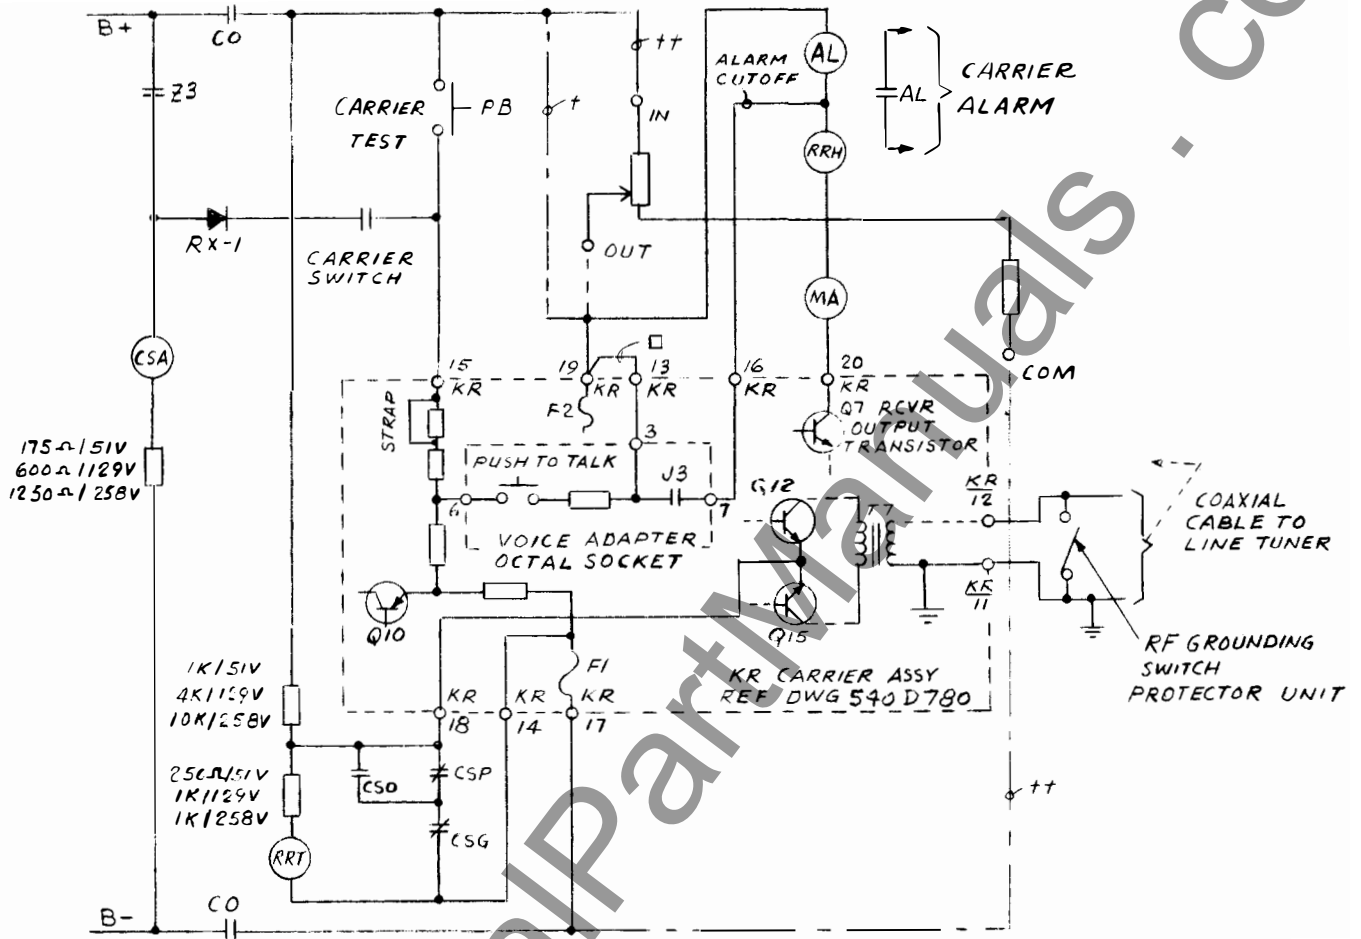 B+
CO
Z3
CARRIER
TEST
PB
††
†
IN
ALARM
CUTOFF
AL
AL
CARRIER
ALARM
RRH
RX-1
CARRIER
SWITCH
OUT
MA
CSA
COM
15
KR
19
KR
13
KR
16
KR
20
KR
STRAP
F2
Q7 RCVR
OUTPUT
TRANSISTOR
175Ω/51V
600Ω/129V
1250Ω/258V
3
PUSH TO TALK
J3
6
7
VOICE ADAPTER
OCTAL SOCKET
Q12
T7
KR
12
COAXIAL
CABLE TO
LINE TUNER
Q10
Q15
KR
11
RF GROUNDING
SWITCH
PROTECTOR UNIT
F1
1K/51V
4K/129V
10K/258V
KR
18
KR
14
KR
17
KR CARRIER ASSY
REF DWG 540D780
250Ω/51V
1K/129V
1K/258V
CSO
CSP
CSG
††
RRT
B-
CO
alPartManuals . co